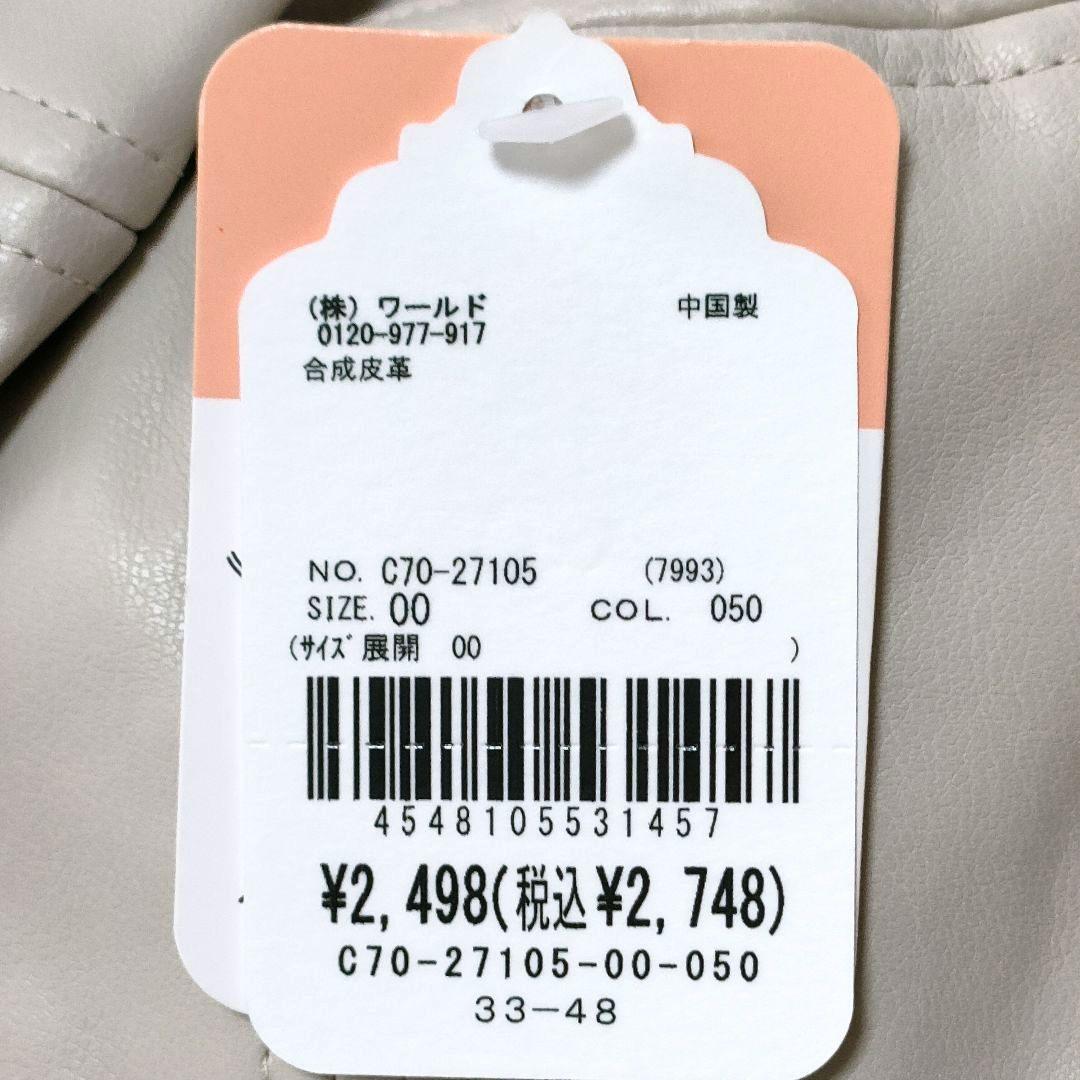 (株)ワールド 中国製
0120-977-917
合成皮革
NO. C70-27105 (7993)
SIZE. 00 COL. 050
(サイズ展開 00 )
4548105531457
¥2,498(税込¥2,748)
C70-27105-00-050
33-48